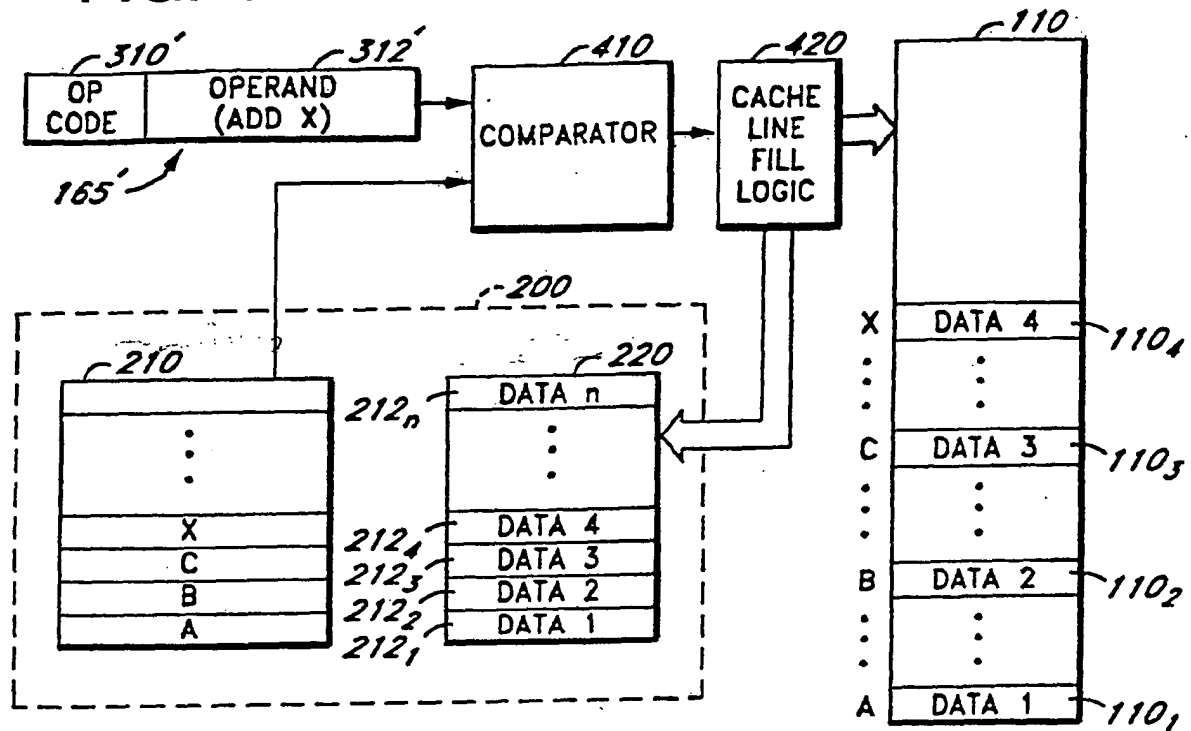 310' 312' 410 420 110
OP CODE
OPERAND (ADD X)
COMPARATOR
CACHE LINE FILL LOGIC
165'
200
210
X
C
B
A
220
212n DATA n
2124 DATA 4
2123 DATA 3
2122 DATA 2
2121 DATA 1
X DATA 4 1104
C DATA 3 1103
B DATA 2 1102
A DATA 1 1101